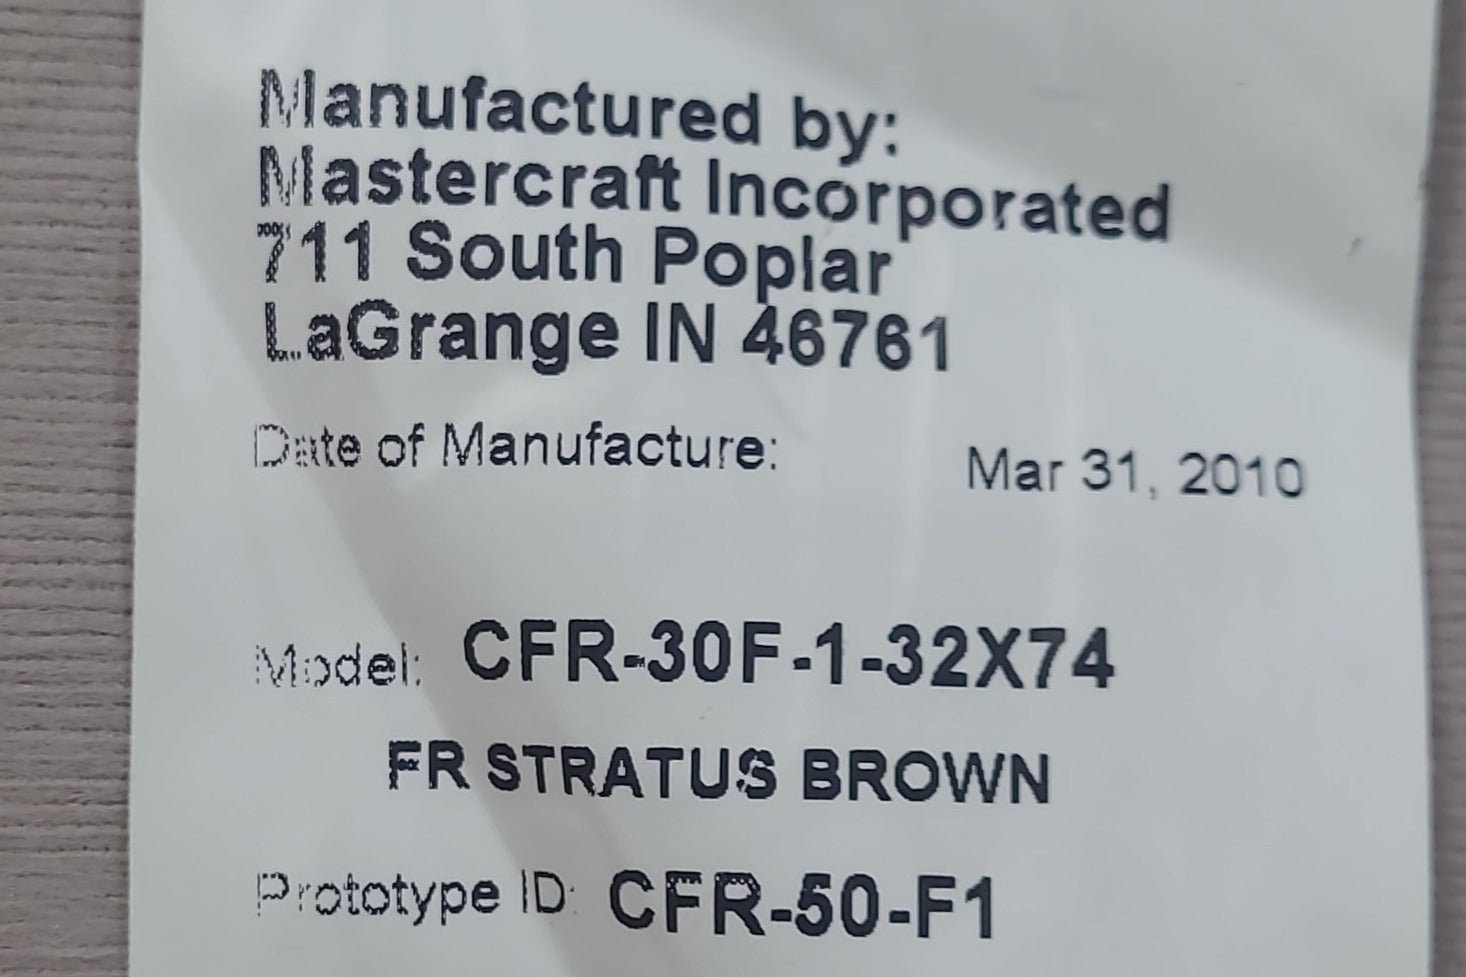 Manufactured by:
Mastercraft Incorporated
711 South Poplar
LaGrange IN 46761
Date of Manufacture: Mar 31, 2010
Model: CFR-30F-1-32X74
FR STRATUS BROWN
Prototype ID: CFR-50-F1